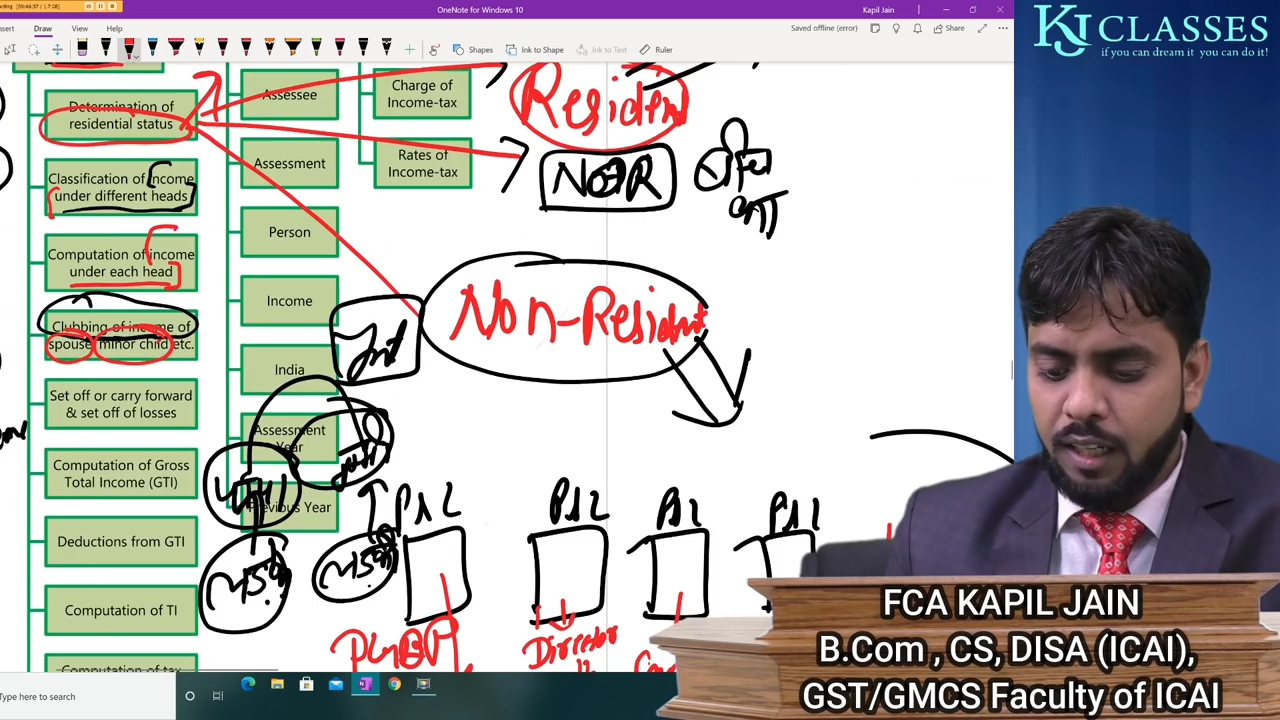 OneNote for Windows 10
Kapil Jain
Insert
Draw
View
Help
Shapes
Ink to Shape
Ink to Text
Ruler
Saved offline (error)
Share
KJ CLASSES
if you can dream it you can do it!
Determination of
residential status
Classification of income
under different heads
Computation of income
under each head
Clubbing of income of
spouse, minor child etc.
Set off or carry forward
& set off of losses
Computation of Gross
Total Income (GTI)
Deductions from GTI
Computation of TI
Computation of tax
Assessee
Assessment
Person
Income
India
Assessment
Year
Previous Year
Charge of
Income-tax
Rates of
Income-tax
Resident
NOR
Non-Resident
Int
P&L
P&L
P&L
P&L
PGBP
Director
Type here to search
FCA KAPIL JAIN
B.Com , CS, DISA (ICAI),
GST/GMCS Faculty of ICAI